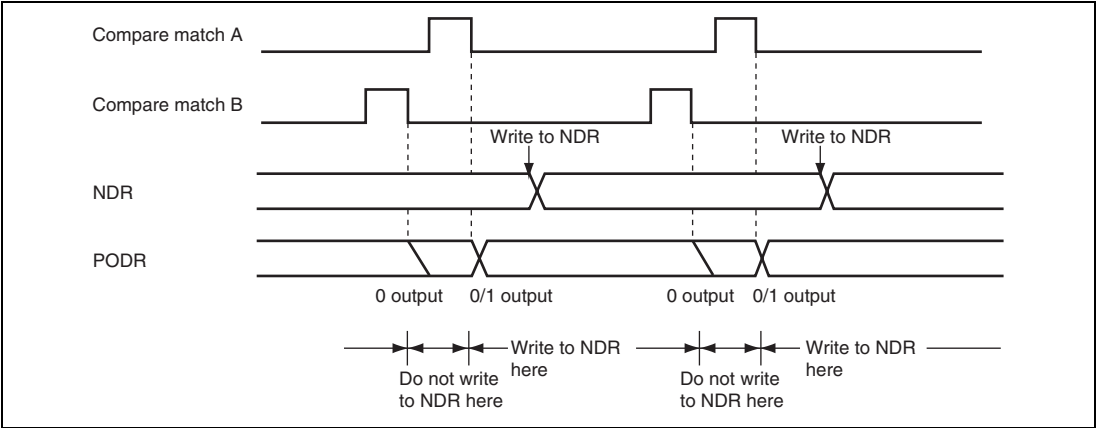 Compare match A
Compare match B
Write to NDR Write to NDR
NDR
PODR
0 output 0/1 output 0 output 0/1 output
Write to NDR here Write to NDR here
Do not write to NDR here Do not write to NDR here